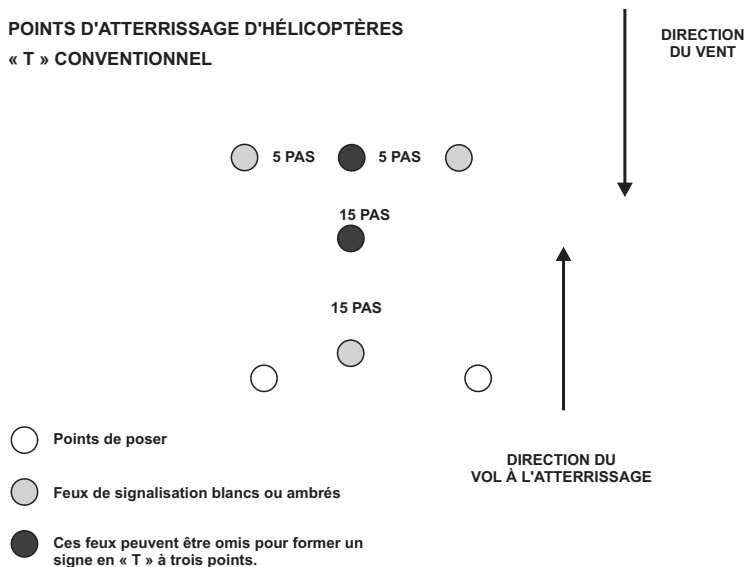 POINTS D'ATTERRISSAGE D'HÉLICOPTÈRES
« T » CONVENTIONNEL
DIRECTION
DU VENT
5 PAS
5 PAS
15 PAS
15 PAS
Points de poser
DIRECTION DU
VOL À L'ATTERRISSAGE
Feux de signalisation blancs ou ambrés
Ces feux peuvent être omis pour former un
signe en « T » à trois points.